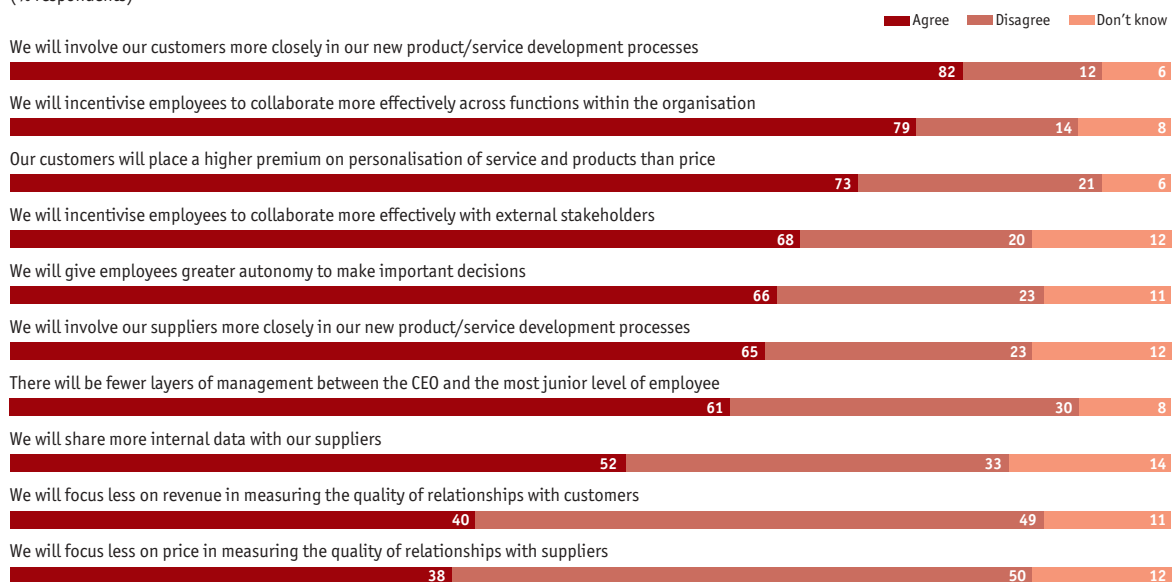 (% respondents)
Agree Disagree Don't know
We will involve our customers more closely in our new product/service development processes
82 12 6
We will incentivise employees to collaborate more effectively across functions within the organisation
79 14 8
Our customers will place a higher premium on personalisation of service and products than price
73 21 6
We will incentivise employees to collaborate more effectively with external stakeholders
68 20 12
We will give employees greater autonomy to make important decisions
66 23 11
We will involve our suppliers more closely in our new product/service development processes
65 23 12
There will be fewer layers of management between the CEO and the most junior level of employee
61 30 8
We will share more internal data with our suppliers
52 33 14
We will focus less on revenue in measuring the quality of relationships with customers
40 49 11
We will focus less on price in measuring the quality of relationships with suppliers
38 50 12